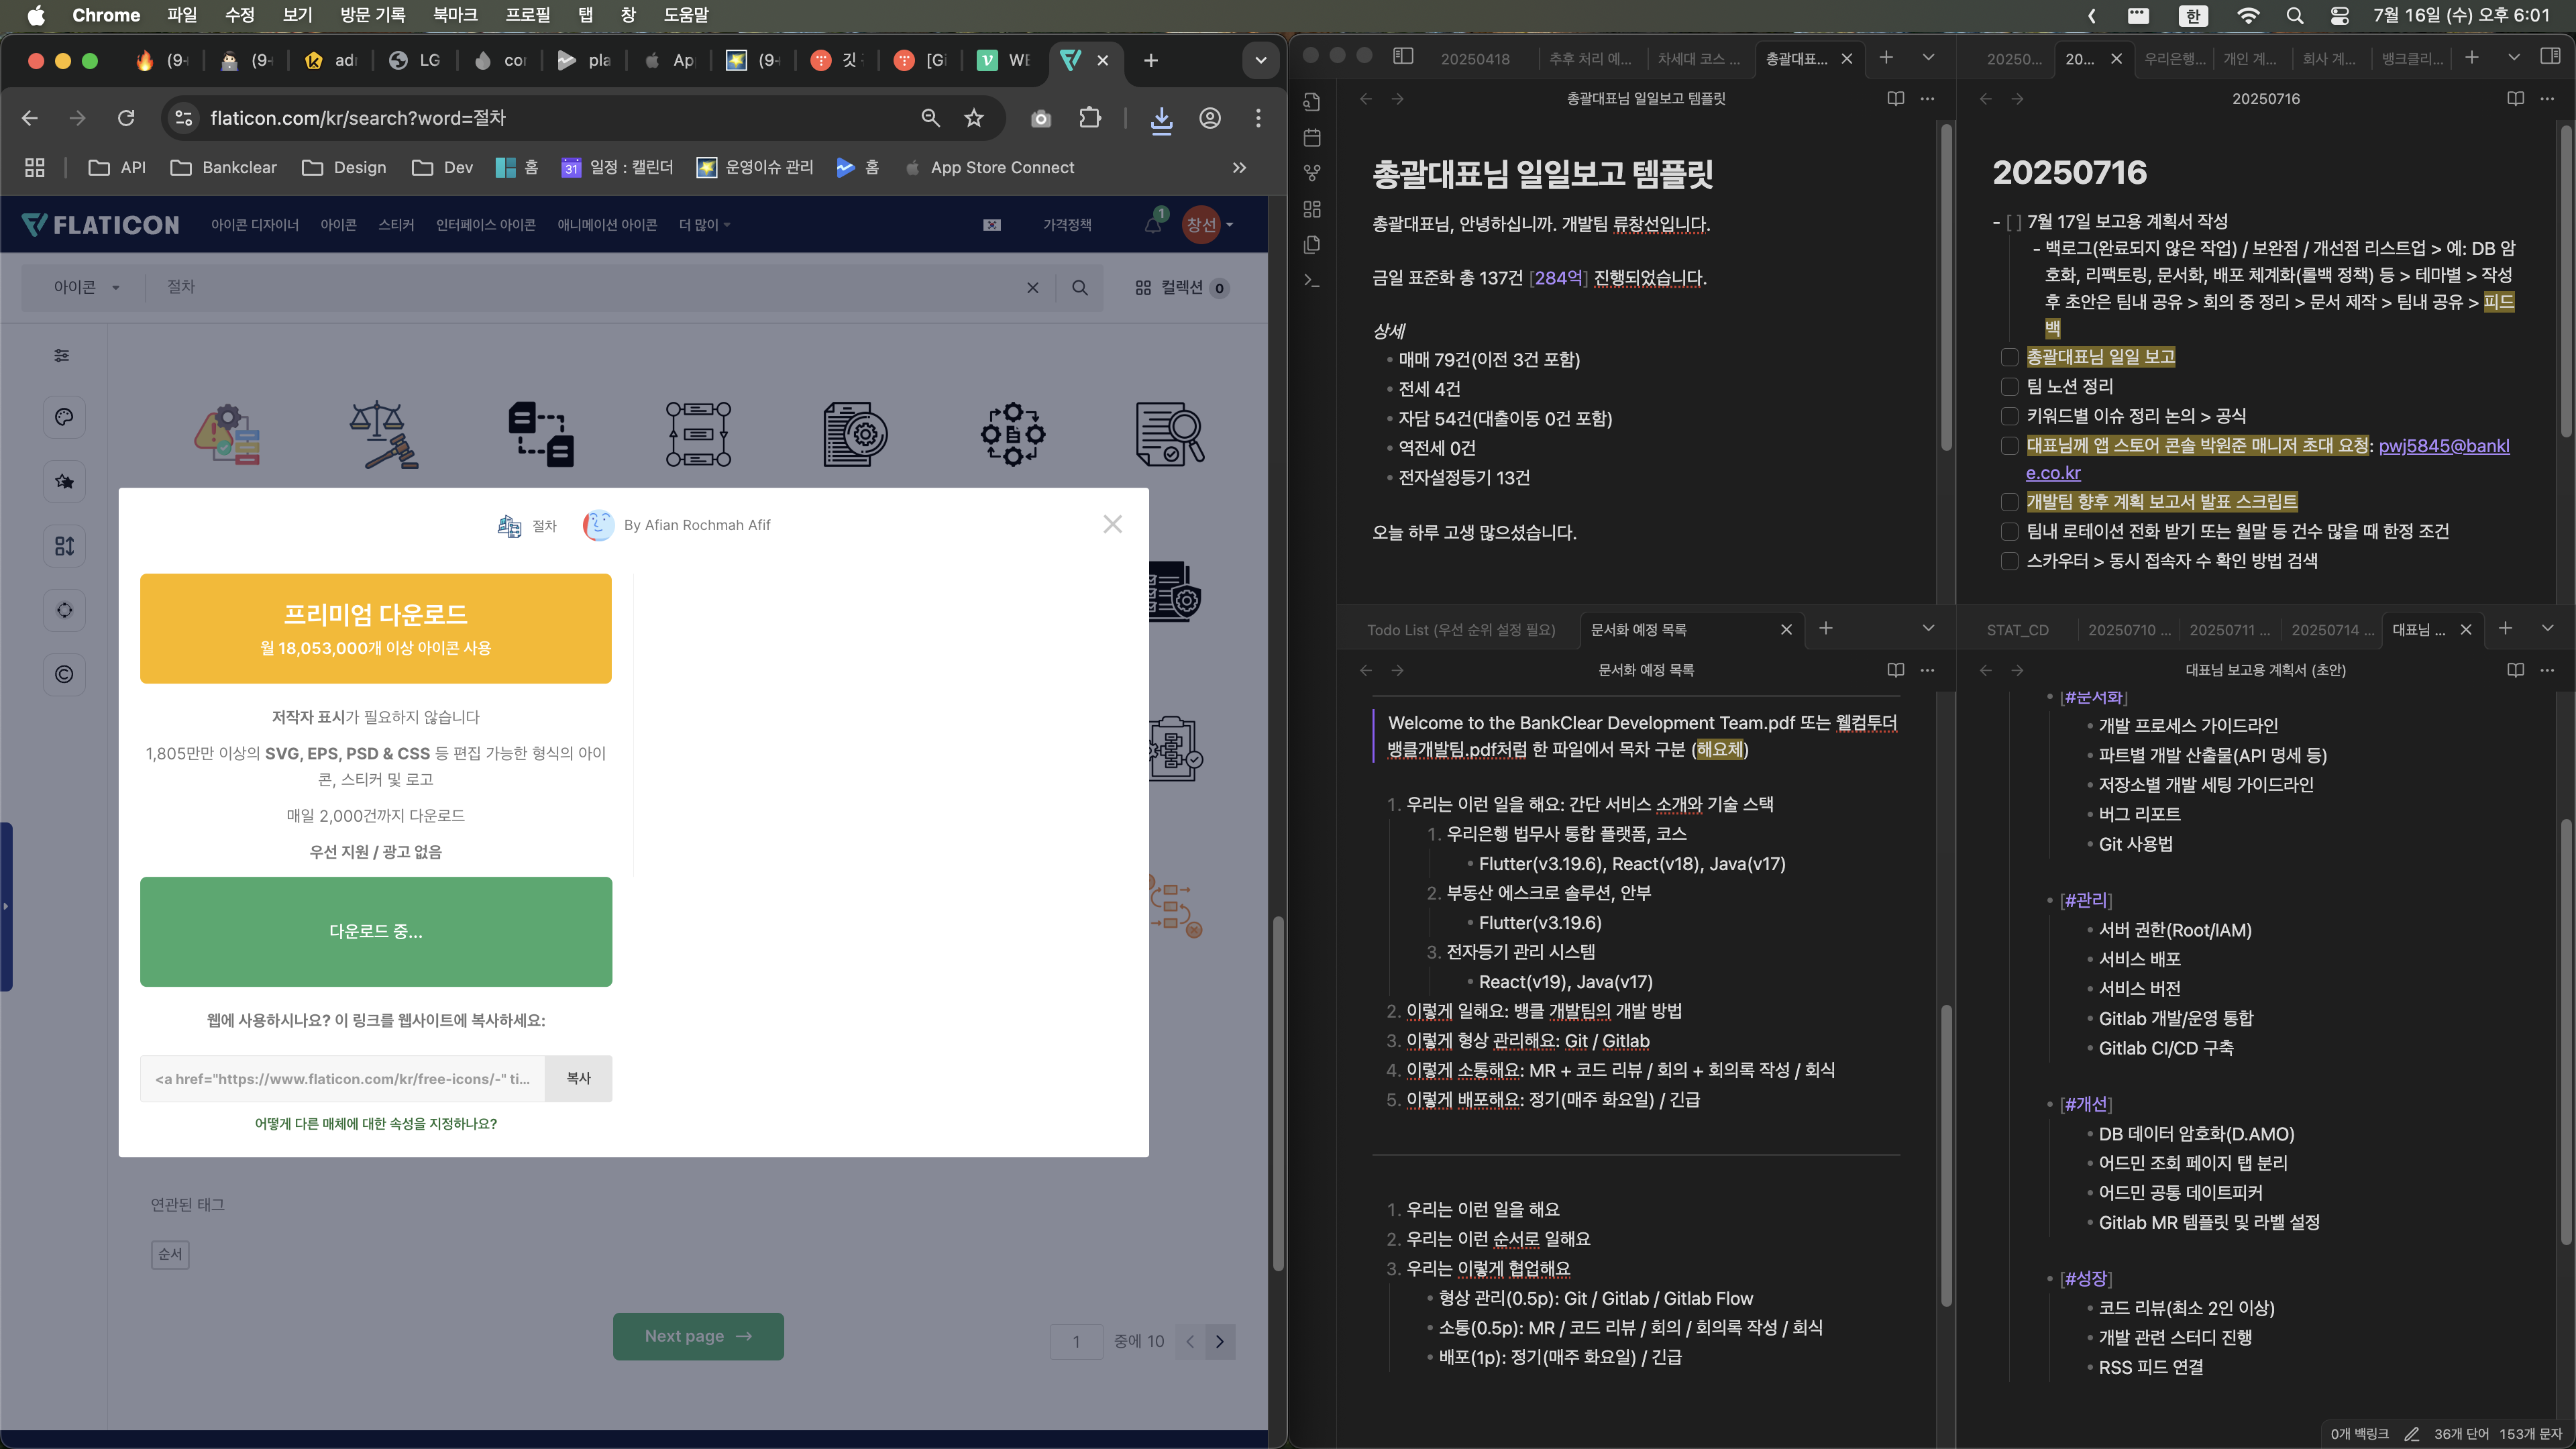 Chrome 파일 수정 보기 방문 기록 북마크 프로필 탭 창 도움말
한 7월 16일 (수) 오후 6:01
(9 (9 adr LG cor pla Ap (9 깃 [Gi WE
flaticon.com/kr/search?word=절차
API Bankclear Design Dev 홈 31 일정 : 캘린더 운영이슈 관리 홈 App Store Connect
FLATICON 아이콘 디자이너 아이콘 스티커 인터페이스 아이콘 애니메이션 아이콘 더 많이 가격정책 1 창선
아이콘 절차 컬렉션 0
절차 By Afian Rochmah Afif
프리미엄 다운로드
월 18,053,000개 이상 아이콘 사용
저작자 표시가 필요하지 않습니다
1,805만만 이상의 SVG, EPS, PSD & CSS 등 편집 가능한 형식의 아이
콘, 스티커 및 로고
매일 2,000건까지 다운로드
우선 지원 / 광고 없음
다운로드 중...
웹에 사용하시나요? 이 링크를 웹사이트에 복사하세요:
<a href="https://www.flaticon.com/kr/free-icons/-" ti... 복사
어떻게 다른 매체에 대한 속성을 지정하나요?
연관된 태그
순서
Next page →
1 중에 10
20250418 추후 처리 예... 차세대 코스 ... 총괄대표...
총괄대표님 일일보고 템플릿
총괄대표님 일일보고 템플릿
총괄대표님, 안녕하십니까. 개발팀 류창선입니다.
금일 표준화 총 137건 [284억] 진행되었습니다.
상세
• 매매 79건(이전 3건 포함)
• 전세 4건
• 자담 54건(대출이동 0건 포함)
• 역전세 0건
• 전자설정등기 13건
오늘 하루 고생 많으셨습니다.
20250... 20... 우리은행... 개인 계... 회사 계... 뱅크클리...
20250716
20250716
- [ ] 7월 17일 보고용 계획서 작성
- 백로그(완료되지 않은 작업) / 보완점 / 개선점 리스트업 > 예: DB 암
호화, 리팩토링, 문서화, 배포 체계화(롤백 정책) 등 > 테마별 > 작성
후 초안은 팀내 공유 > 회의 중 정리 > 문서 제작 > 팀내 공유 > 피드
백
총괄대표님 일일 보고
팀 노션 정리
키워드별 이슈 정리 논의 > 공식
대표님께 앱 스토어 콘솔 박원준 매니저 초대 요청: pwj5845@bankl
e.co.kr
개발팀 향후 계획 보고서 발표 스크립트
팀내 로테이션 전화 받기 또는 월말 등 건수 많을 때 한정 조건
스카우터 > 동시 접속자 수 확인 방법 검색
Todo List (우선 순위 설정 필요) 문서화 예정 목록
문서화 예정 목록
Welcome to the BankClear Development Team.pdf 또는 웰컴투더
뱅클개발팀.pdf처럼 한 파일에서 목차 구분 (해요체)
1. 우리는 이런 일을 해요: 간단 서비스 소개와 기술 스택
1. 우리은행 법무사 통합 플랫폼, 코스
• Flutter(v3.19.6), React(v18), Java(v17)
2. 부동산 에스크로 솔루션, 안부
• Flutter(v3.19.6)
3. 전자등기 관리 시스템
• React(v19), Java(v17)
2. 이렇게 일해요: 뱅클 개발팀의 개발 방법
3. 이렇게 형상 관리해요: Git / Gitlab
4. 이렇게 소통해요: MR + 코드 리뷰 / 회의 + 회의록 작성 / 회식
5. 이렇게 배포해요: 정기(매주 화요일) / 긴급
1. 우리는 이런 일을 해요
2. 우리는 이런 순서로 일해요
3. 우리는 이렇게 협업해요
• 형상 관리(0.5p): Git / Gitlab / Gitlab Flow
• 소통(0.5p): MR / 코드 리뷰 / 회의 / 회의록 작성 / 회식
• 배포(1p): 정기(매주 화요일) / 긴급
STAT_CD 20250710 ... 20250711 ... 20250714 ... 대표님 ...
대표님 보고용 계획서 (초안)
• [#문서화]
• 개발 프로세스 가이드라인
• 파트별 개발 산출물(API 명세 등)
• 저장소별 개발 세팅 가이드라인
• 버그 리포트
• Git 사용법
• [#관리]
• 서버 권한(Root/IAM)
• 서비스 배포
• 서비스 버전
• Gitlab 개발/운영 통합
• Gitlab CI/CD 구축
• [#개선]
• DB 데이터 암호화(D.AMO)
• 어드민 조회 페이지 탭 분리
• 어드민 공통 데이트피커
• Gitlab MR 템플릿 및 라벨 설정
• [#성장]
• 코드 리뷰(최소 2인 이상)
• 개발 관련 스터디 진행
• RSS 피드 연결
0개 백링크 36개 단어 153개 문자